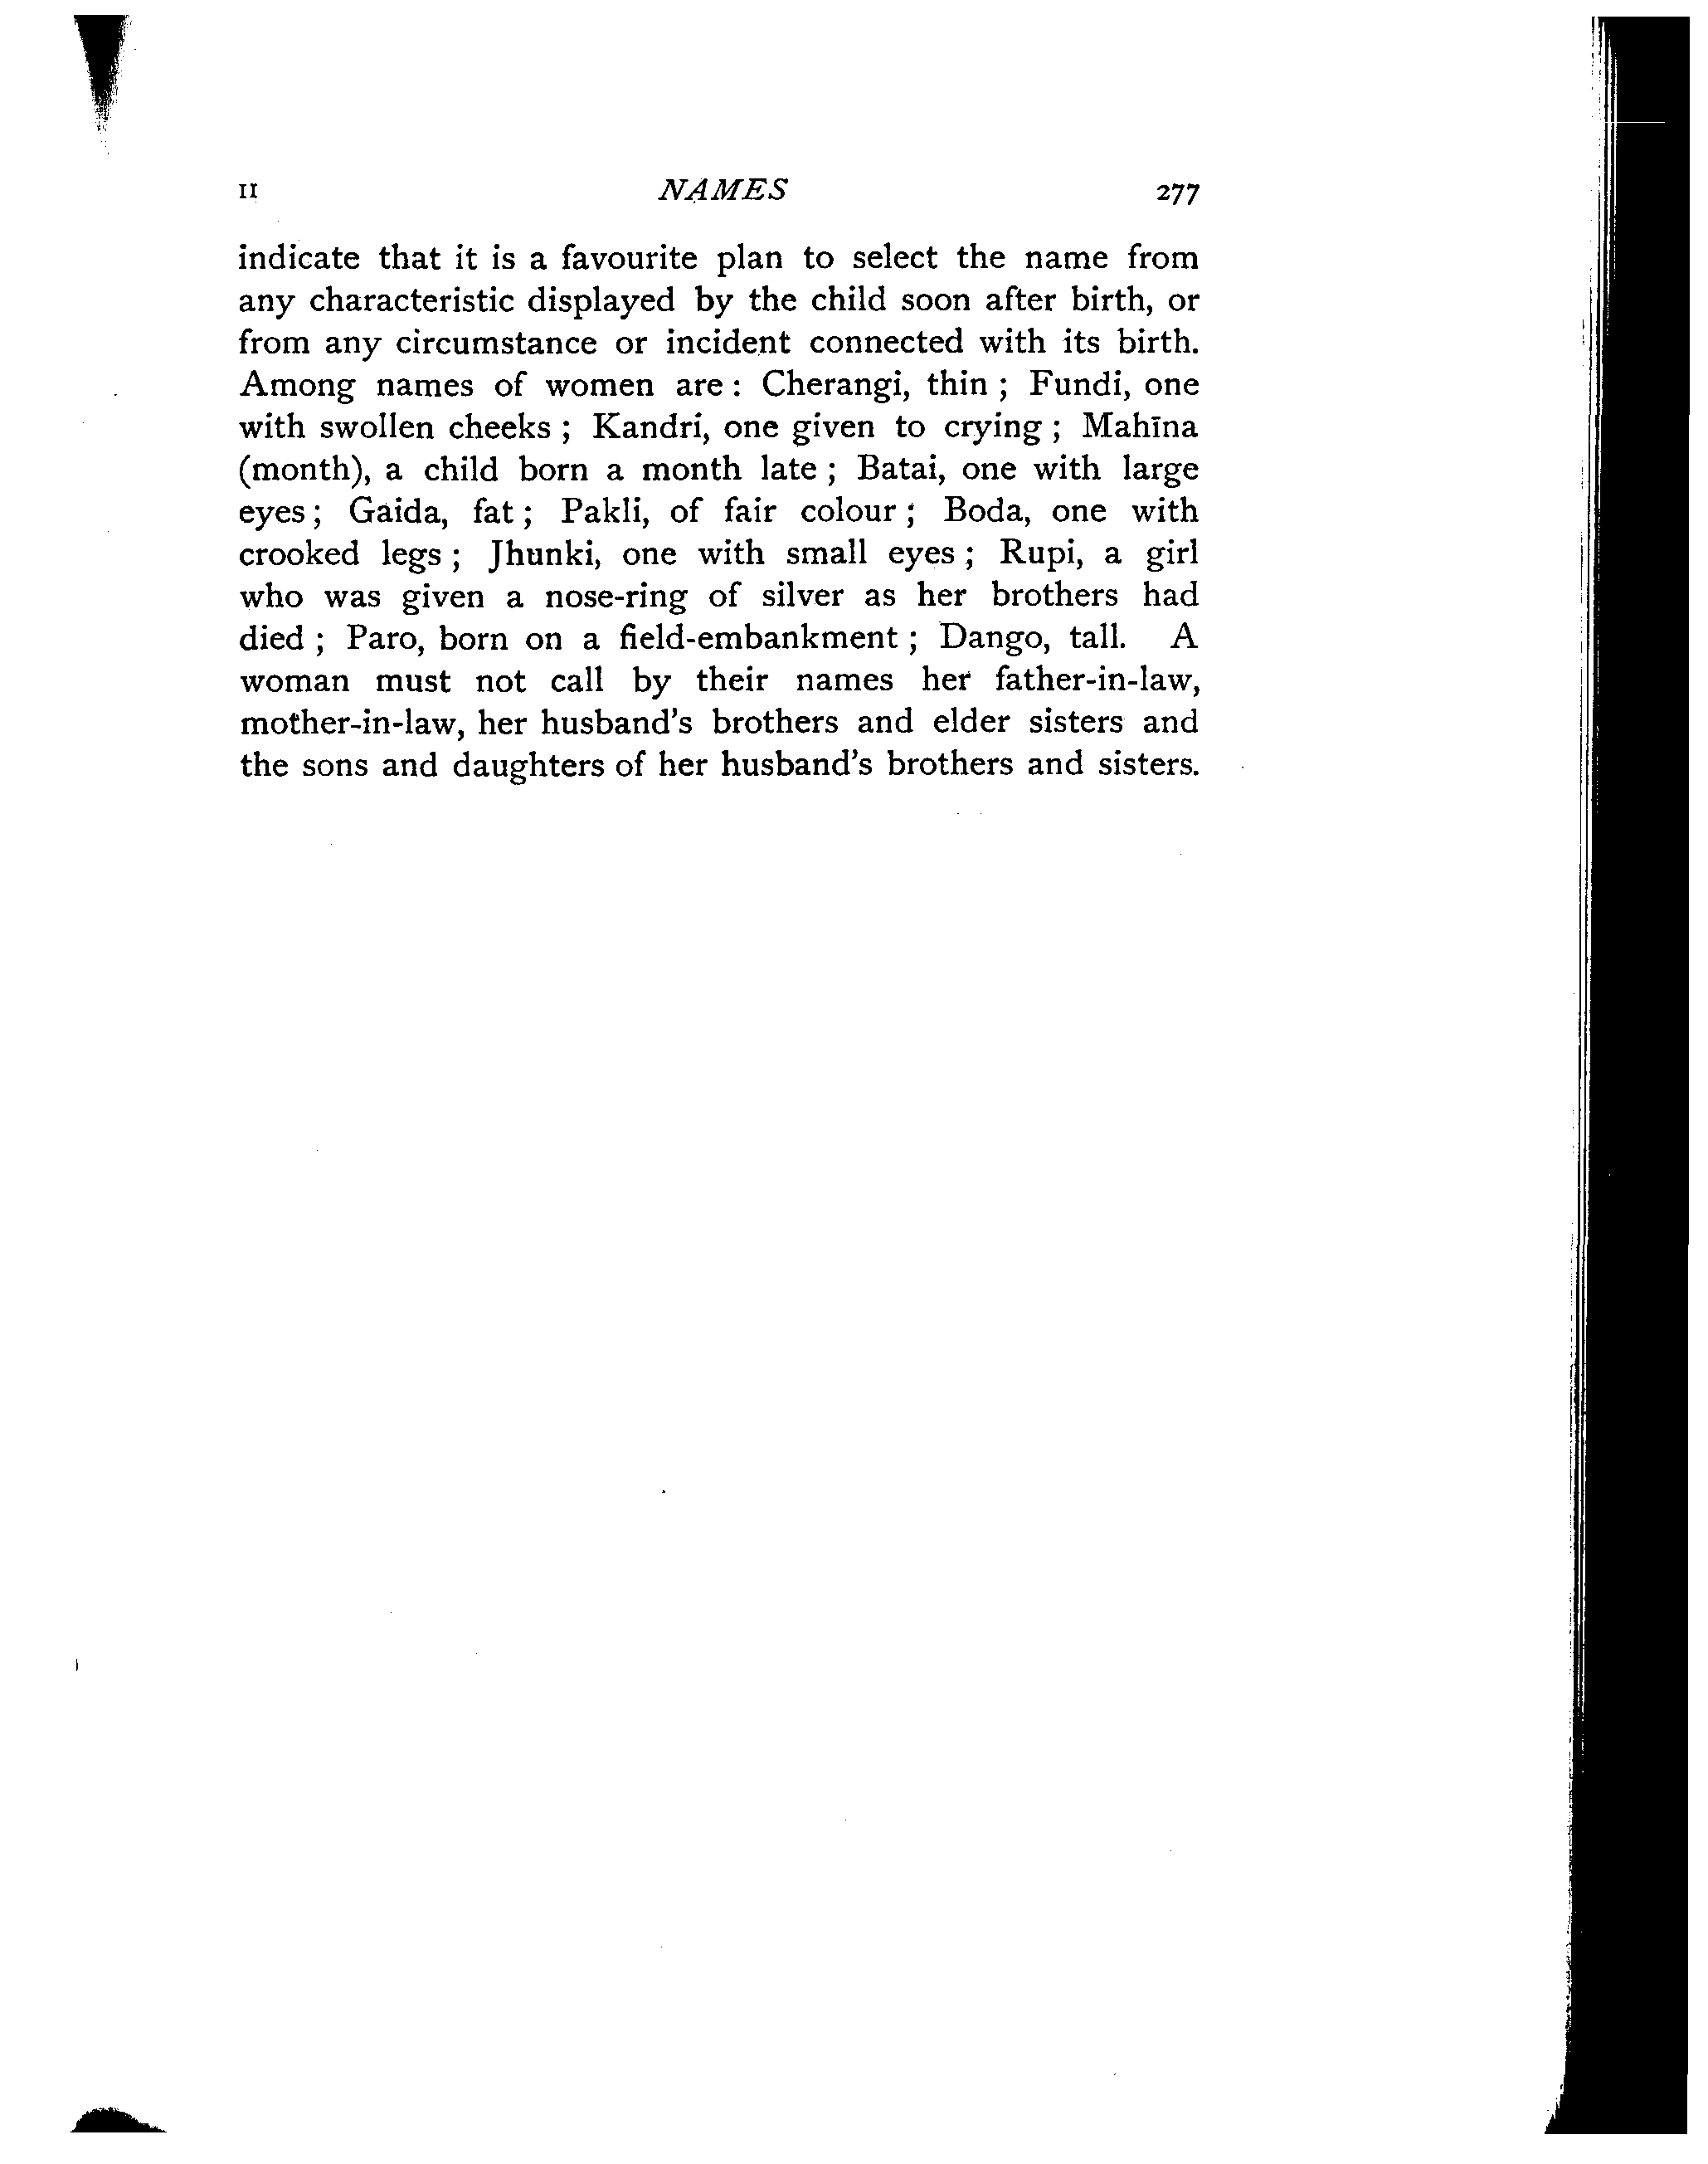 II NAMES 277
indicate that it is a favourite plan to select the name from
any characteristic displayed by the child soon after birth, or
from any circumstance or incident connected with its birth.
Among names of women are : Cherangi, thin ; Fundi, one
with swollen cheeks ; Kandri, one given to crying ; Mahīna
(month), a child born a month late ; Batai, one with large
eyes ; Gaida, fat ; Pakli, of fair colour ; Boda, one with
crooked legs ; Jhunki, one with small eyes ; Rupi, a girl
who was given a nose-ring of silver as her brothers had
died ; Paro, born on a field-embankment ; Dango, tall. A
woman must not call by their names her father-in-law,
mother-in-law, her husband's brothers and elder sisters and
the sons and daughters of her husband's brothers and sisters.